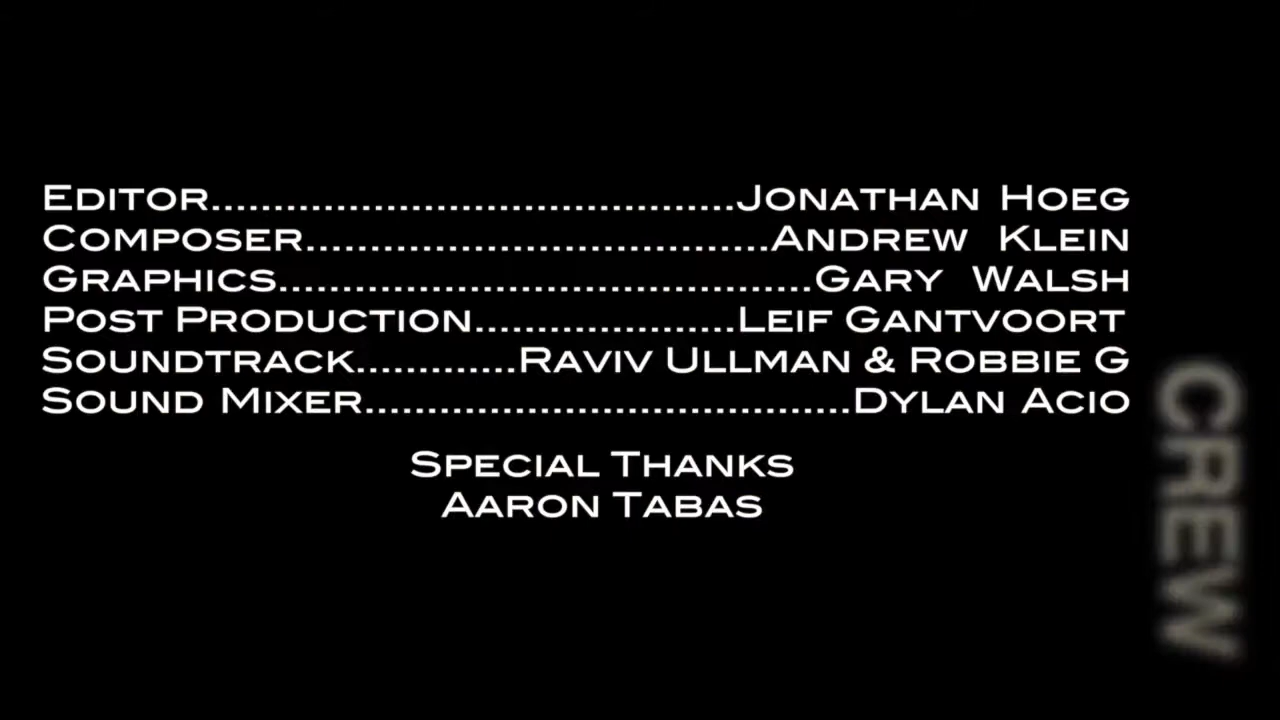 Editor..........................................Jonathan Hoeg
Composer.....................................Andrew Klein
Graphics...........................................Gary Walsh
Post Production.....................Leif Gantvoort
Soundtrack.............Raviv Ullman & Robbie G
Sound Mixer.......................................Dylan Acio
Special Thanks
Aaron Tabas
CREW